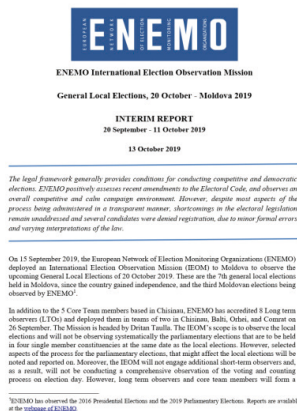 EUROPEAN NETWORK OF ELECTION MONITORING ORGANIZATIONS
ENEMO
ENEMO International Election Observation Mission
General Local Elections, 20 October - Moldova 2019
INTERIM REPORT
20 September - 11 October 2019
13 October 2019
The legal framework generally provides conditions for conducting competitive and democratic
elections. ENEMO positively assesses recent amendments to the Electoral Code, and observes an
overall competitive and calm campaign environment. However, despite most aspects of the
process being administered in a transparent manner, shortcomings in the electoral legislation
remain unaddressed and several candidates were denied registration, due to minor formal errors
and varying interpretations of the law.
On 15 September 2019, the European Network of Election Monitoring Organizations (ENEMO)
deployed an International Election Observation Mission (IEOM) to Moldova to observe the
upcoming General Local Elections of 20 October 2019. These are the 7th general local elections
held in Moldova, since the country gained independence, and the third Moldovan elections being
observed by ENEMO¹.
In addition to the 5 Core Team members based in Chisinau, ENEMO has accredited 8 Long term
observers (LTOs) and deployed them in teams of two in Chisinau, Balti, Orhei, and Comrat on
26 September. The Mission is headed by Dritan Taulla. The IEOM's scope is to observe the local
elections and will not be observing systematically the parliamentary elections that are to be held
in four single member constituencies at the same date as the local elections. However, selected
aspects of the process for the parliamentary elections, that might affect the local elections will be
noted and reported on. Moreover, the IEOM will not engage additional short-term observers and,
as a result, will not be conducting a comprehensive observation of the voting and counting
process on election day. However, long term observers and core team members will form a
¹ENEMO has observed the 2016 Presidential Elections and the 2019 Parliamentary Elections. Reports are available
at the webpage of ENEMO.